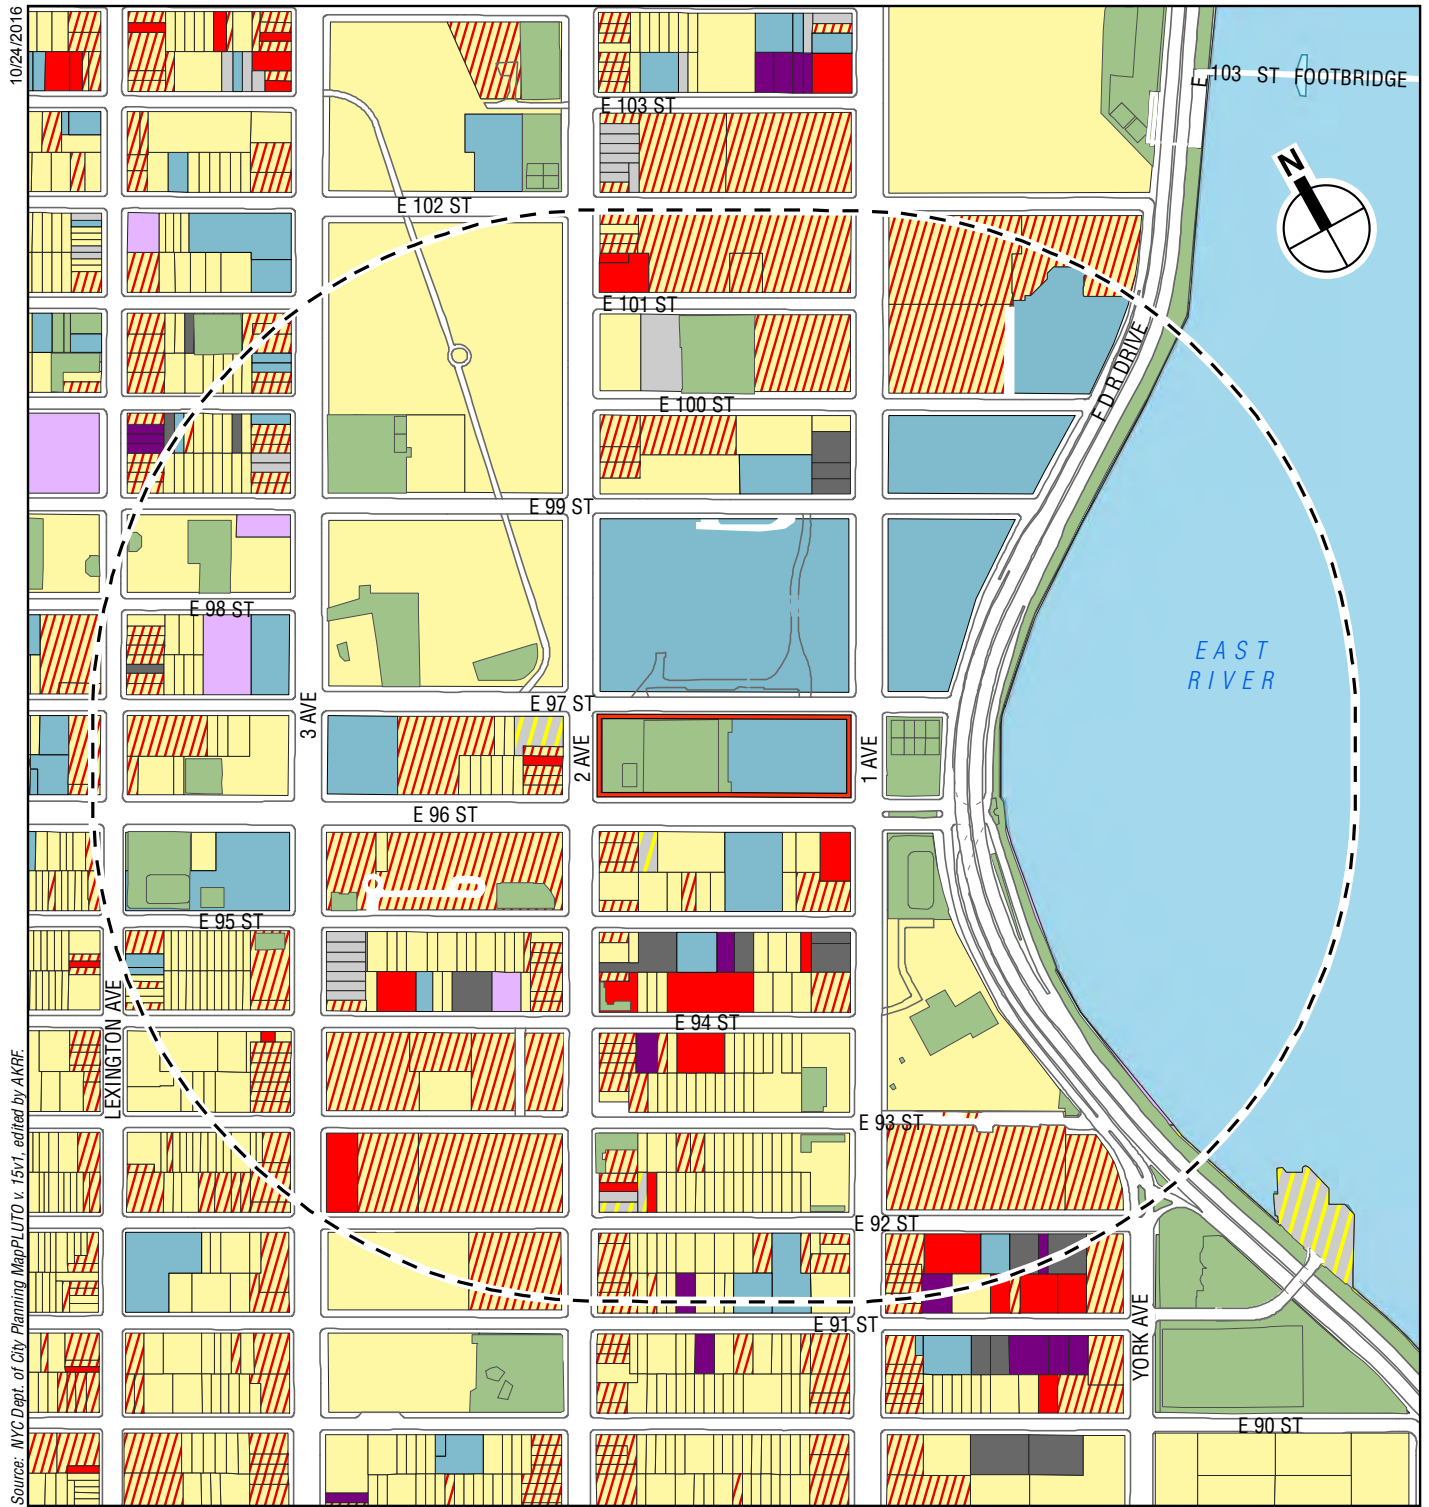 10/24/2016
E 103 ST FOOTBRIDGE
E 103 ST
N
E 102 ST
E 101 ST
F D R DRIVE
E 100 ST
E 99 ST
E 98 ST
EAST
RIVER
E 97 ST
3 AVE
2 AVE
1 AVE
E 96 ST
E 95 ST
LEXINGTON AVE
E 94 ST
E 93 ST
E 92 ST
E 91 ST
YORK AVE
E 90 ST
Source: NYC Dept. of City Planning MapPLUTO v. 15v1, edited by AKRF.